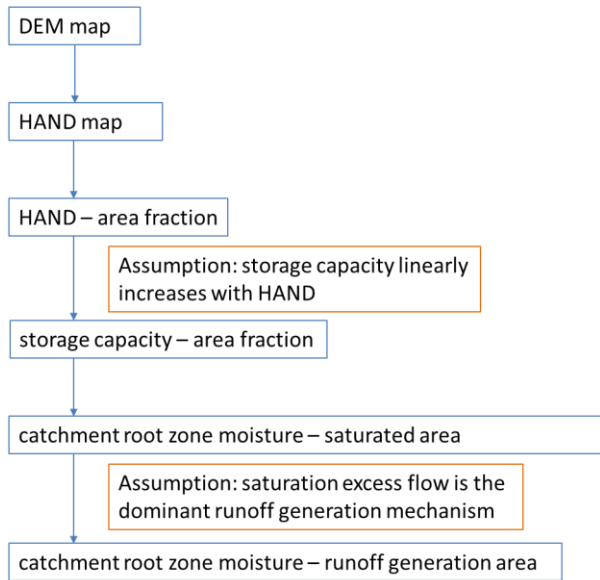 DEM map
HAND map
HAND – area fraction
Assumption: storage capacity linearly
increases with HAND
storage capacity – area fraction
catchment root zone moisture – saturated area
Assumption: saturation excess flow is the
dominant runoff generation mechanism
catchment root zone moisture – runoff generation area